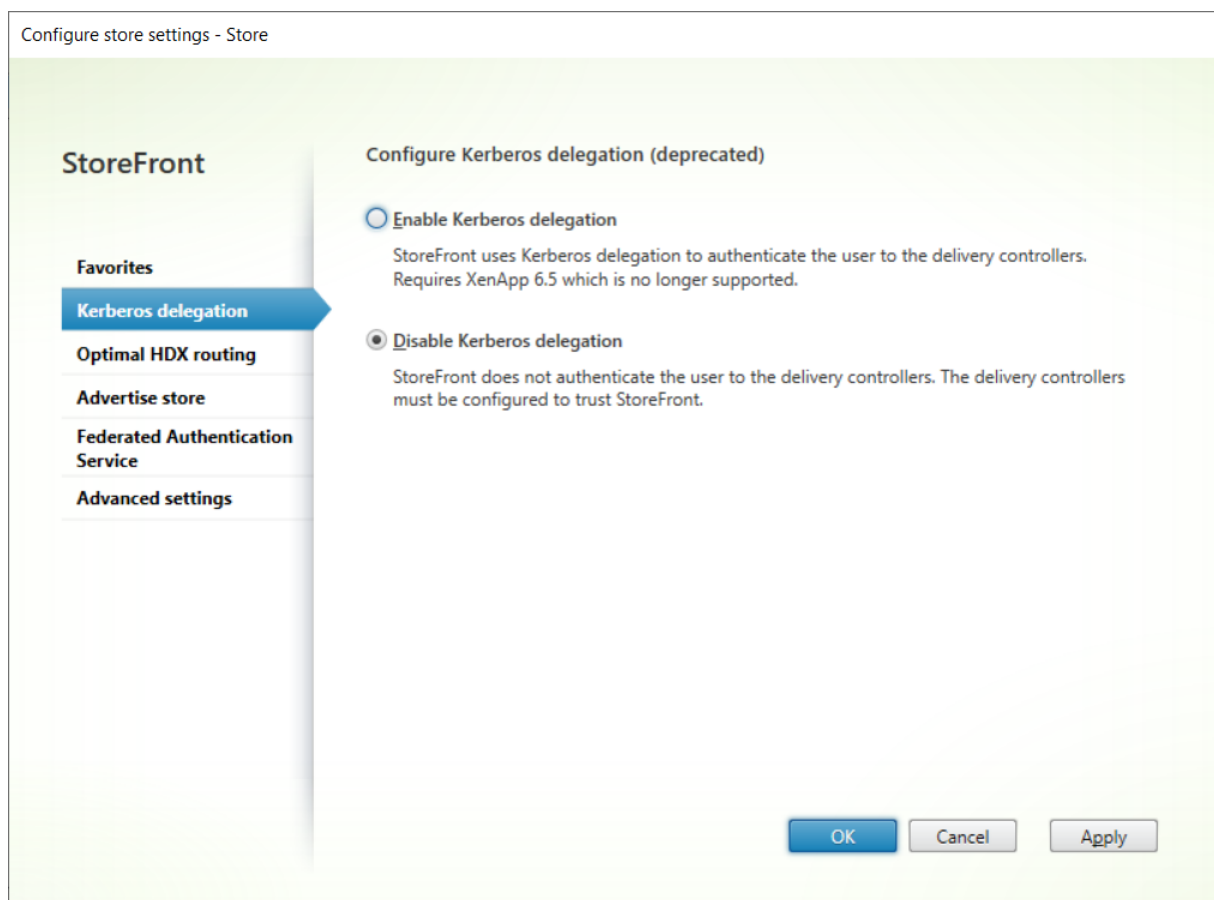 Configure store settings - Store
StoreFront
Favorites
Kerberos delegation
Optimal HDX routing
Advertise store
Federated Authentication
Service
Advanced settings
Configure Kerberos delegation (deprecated)
Enable Kerberos delegation
StoreFront uses Kerberos delegation to authenticate the user to the delivery controllers.
Requires XenApp 6.5 which is no longer supported.
Disable Kerberos delegation
StoreFront does not authenticate the user to the delivery controllers. The delivery controllers
must be configured to trust StoreFront.
OK
Cancel
Apply